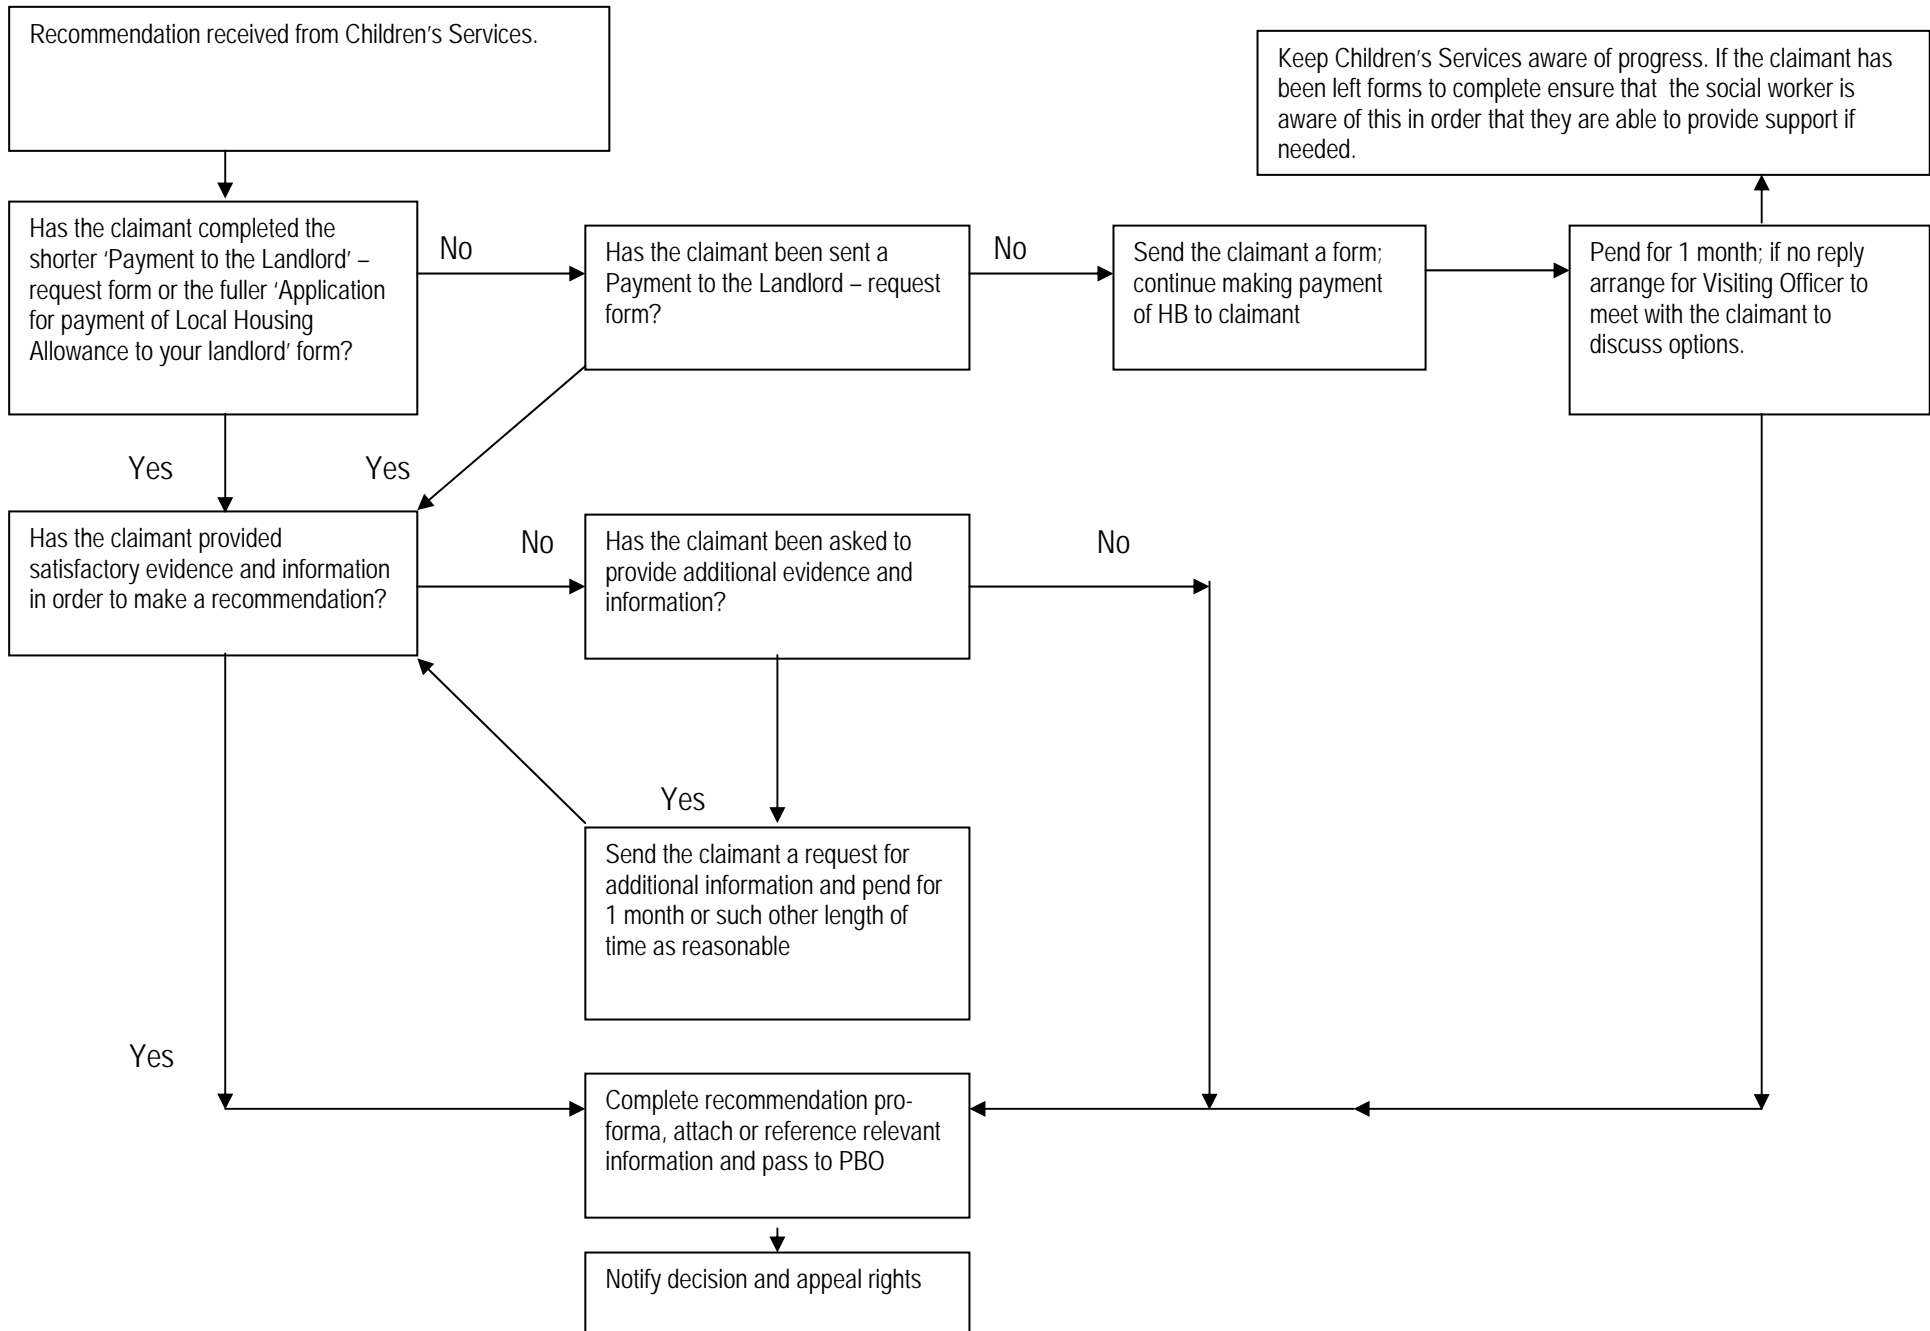 Recommendation received from Children's Services.
Keep Children's Services aware of progress. If the claimant has
been left forms to complete ensure that  the social worker is
aware of this in order that they are able to provide support if
needed.
Has the claimant completed the
shorter ‘Payment to the Landlord’ –
request form or the fuller ‘Application
for payment of Local Housing
Allowance to your landlord’ form?
No
Has the claimant been sent a
Payment to the Landlord – request
form?
No
Send the claimant a form;
continue making payment
of HB to claimant
Pend for 1 month; if no reply
arrange for Visiting Officer to
meet with the claimant to
discuss options.
Yes
Yes
Has the claimant provided
satisfactory evidence and information
in order to make a recommendation?
No
Has the claimant been asked to
provide additional evidence and
information?
No
Yes
Send the claimant a request for
additional information and pend for
1 month or such other length of
time as reasonable
Yes
Complete recommendation pro-
forma, attach or reference relevant
information and pass to PBO
Notify decision and appeal rights